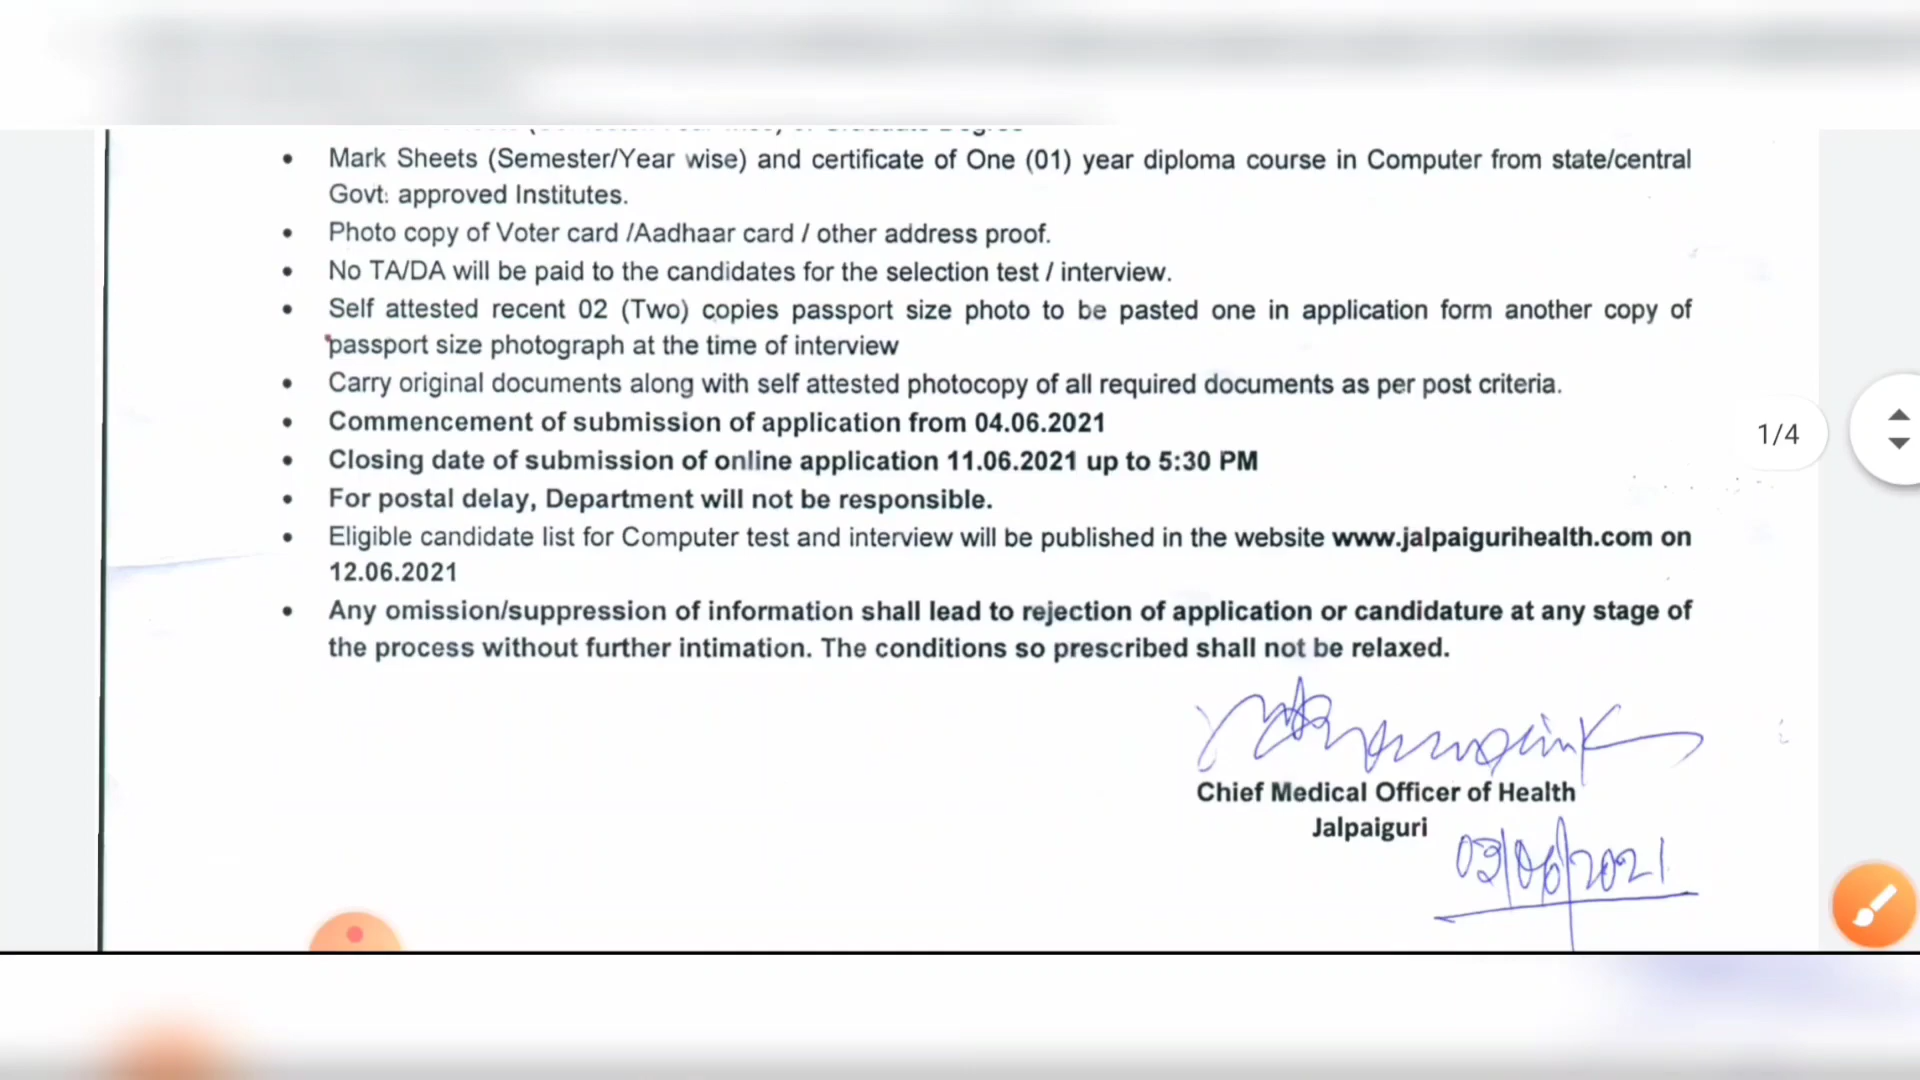 Mark Sheets (Semester/Year wise) and certificate of One (01) year diploma course in Computer from state/central
Govt: approved Institutes.
Photo copy of Voter card /Aadhaar card / other address proof.
No TA/DA will be paid to the candidates for the selection test / interview.
Self attested recent 02 (Two) copies passport size photo to be pasted one in application form another copy of
passport size photograph at the time of interview
Carry original documents along with self attested photocopy of all required documents as per post criteria.
Commencement of submission of application from 04.06.2021
Closing date of submission of online application 11.06.2021 up to 5:30 PM
For postal delay, Department will not be responsible.
Eligible candidate list for Computer test and interview will be published in the website www.jalpaigurihealth.com on
12.06.2021
Any omission/suppression of information shall lead to rejection of application or candidature at any stage of
the process without further intimation. The conditions so prescribed shall not be relaxed.
Chief Medical Officer of Health
Jalpaiguri
03/06/2021
1/4